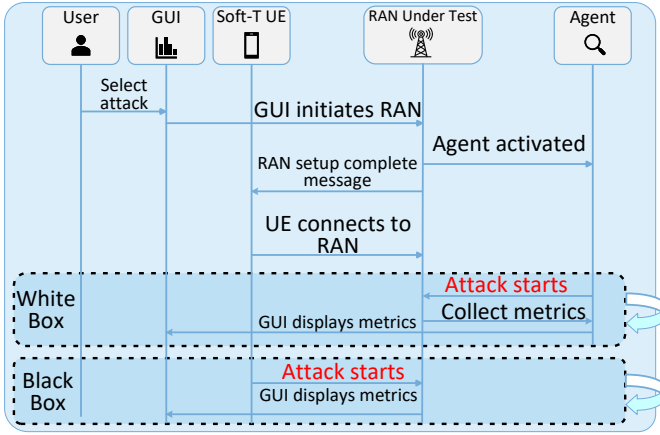 User
GUI
Soft-T UE
RAN Under Test
Agent
Select
attack
GUI initiates RAN
Agent activated
RAN setup complete
message
UE connects to
RAN
White
Box
Attack starts
Collect metrics
GUI displays metrics
Black
Box
Attack starts
GUI displays metrics